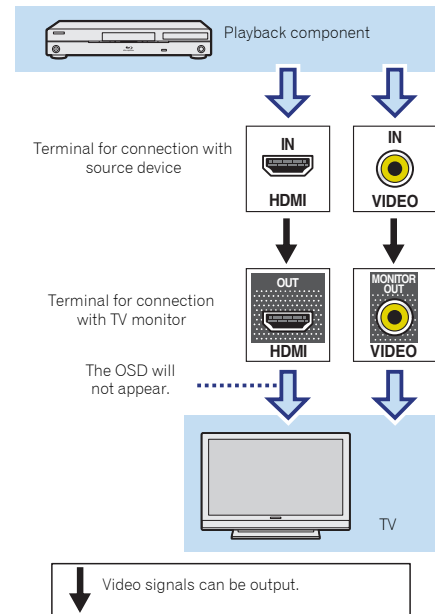 Playback component
Terminal for connection with
source device
IN
HDMI
IN
VIDEO
Terminal for connection
with TV monitor
OUT
HDMI
MONITOR
OUT
VIDEO
The OSD will
not appear.
TV
Video signals can be output.